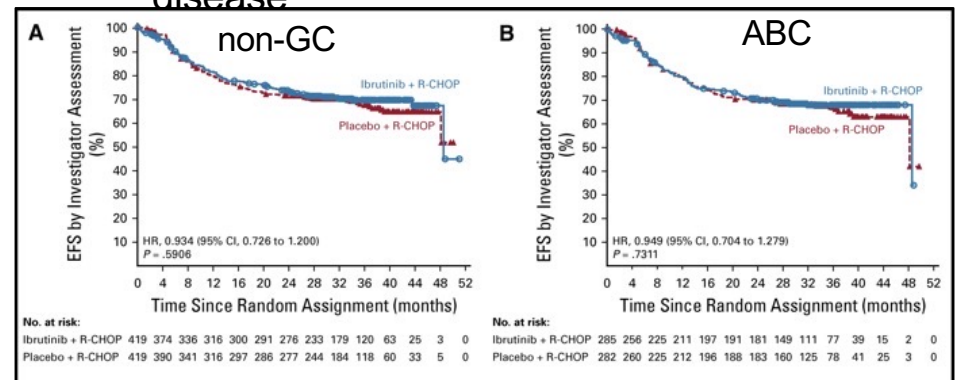 disease
A
non-GC
EFS by Investigator Assessment
(%)
100
90
80
70
60
50
40
30
20
10
Ibrutinib + R-CHOP
Placebo + R-CHOP
HR, 0.934 (95% CI, 0.726 to 1.200)
P = .5906
0 4 8 12 16 20 24 28 32 36 40 44 48 52
Time Since Random Assignment (months)
No. at risk:
Ibrutinib + R-CHOP 419 374 336 316 300 291 276 233 179 120 63 25 3 0
Placebo + R-CHOP 419 390 341 316 297 286 277 244 184 118 60 33 5 0
B
ABC
EFS by Investigator Assessment
(%)
100
90
80
70
60
50
40
30
20
10
Ibrutinib + R-CHOP
Placebo + R-CHOP
HR, 0.949 (95% CI, 0.704 to 1.279)
P = .7311
0 4 8 12 16 20 24 28 32 36 40 44 48 52
Time Since Random Assignment (months)
No. at risk:
Ibrutinib + R-CHOP 285 256 225 211 197 191 181 149 111 77 39 15 2 0
Placebo + R-CHOP 282 260 225 212 196 188 183 160 125 78 41 25 3 0